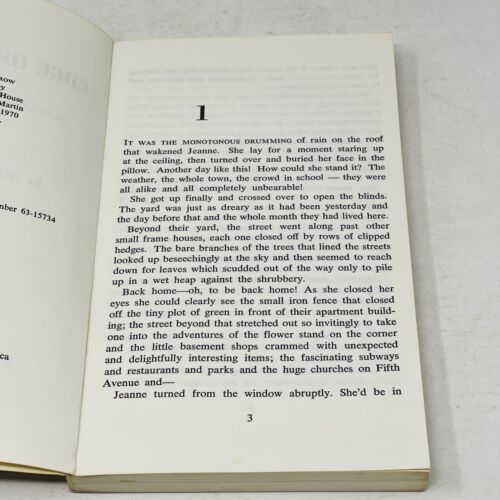 row
by
House
Martin
1970
mber 63-15734
ica
1
IT WAS THE MONOTONOUS DRUMMING of rain on the roof
that wakened Jeanne. She lay for a moment staring up
at the ceiling, then turned over and buried her face in the
pillow. Another day like this! How could she stand it? The
weather, the whole town, the crowd in school — they were
all alike and all completely unbearable!
She got up finally and crossed over to open the blinds.
The yard was just as dreary as it had been yesterday and
the day before that and the whole month they had lived here.
Beyond their yard, the street went along past other
small frame houses, each one closed off by rows of clipped
hedges. The bare branches of the trees that lined the streets
looked up beseechingly at the sky and then seemed to reach
down for leaves which scudded out of the way only to pile
up in a wet heap against the shrubbery.
Back home—oh, to be back home! As she closed her
eyes she could clearly see the small iron fence that closed
off the tiny plot of green in front of their apartment build-
ing; the street beyond that stretched out so invitingly to take
one into the adventures of the flower stand on the corner
and the little basement shops crammed with unexpected
and delightfully interesting items; the fascinating subways
and restaurants and parks and the huge churches on Fifth
Avenue and—
Jeanne turned from the window abruptly. She'd be in
3